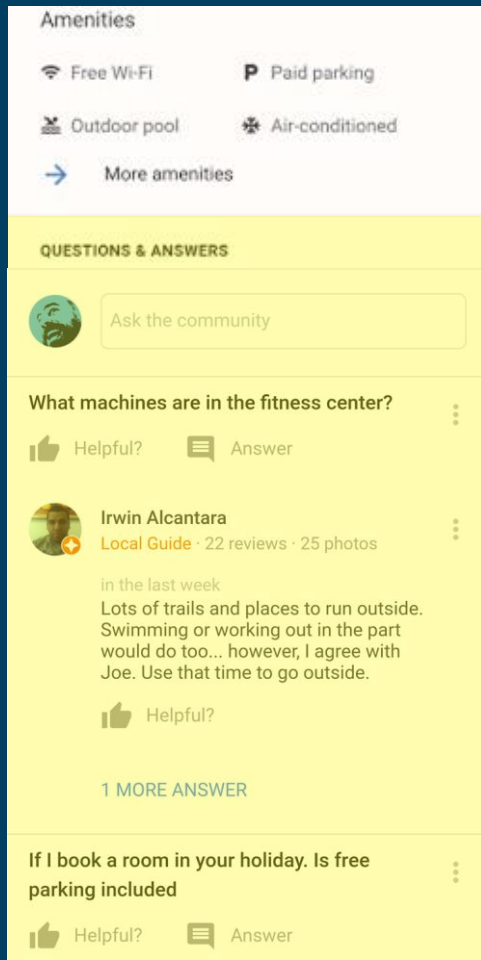 Amenities
Free Wi-Fi
P Paid parking
Outdoor pool
Air-conditioned
More amenities
QUESTIONS & ANSWERS
Ask the community
What machines are in the fitness center?
Helpful? Answer
Irwin Alcantara
Local Guide · 22 reviews · 25 photos
in the last week
Lots of trails and places to run outside.
Swimming or working out in the part
would do too... however, I agree with
Joe. Use that time to go outside.
Helpful?
1 MORE ANSWER
If I book a room in your holiday. Is free
parking included
Helpful? Answer